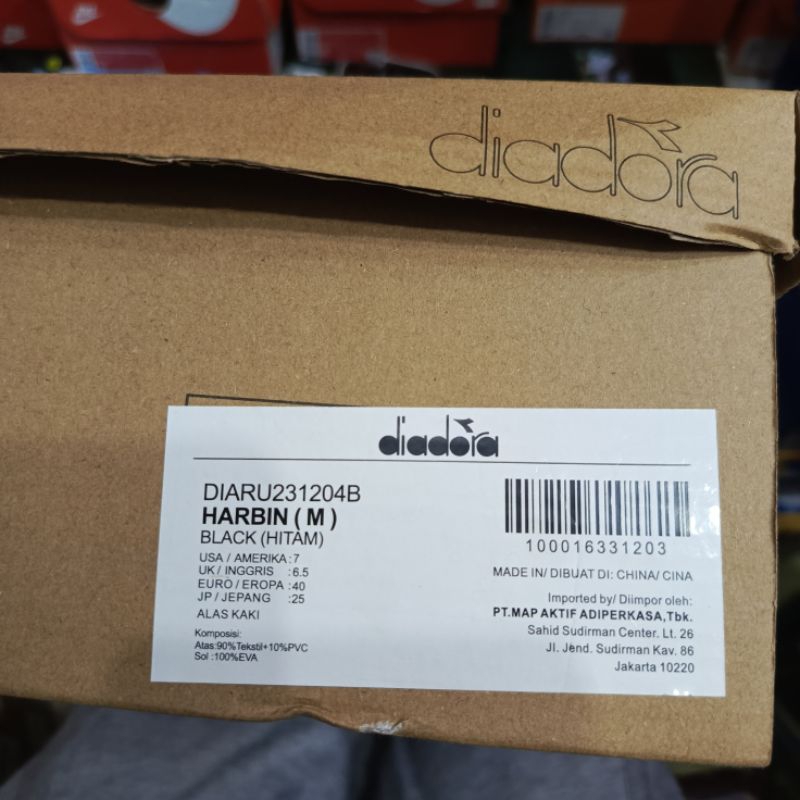 diadora
diadora
DIARU231204B
HARBIN ( M )
BLACK (HITAM)
USA / AMERIKA :7
UK / INGGRIS :6.5
EURO / EROPA :40
JP / JEPANG :25
ALAS KAKI
Komposisi:
Atas:90%Tekstil+10%PVC
Sol :100%EVA
100016331203
MADE IN/ DIBUAT DI: CHINA/ CINA
Imported by/ Diimpor oleh:
PT.MAP AKTIF ADIPERKASA,Tbk.
Sahid Sudirman Center. Lt. 26
Jl. Jend. Sudirman Kav. 86
Jakarta 10220